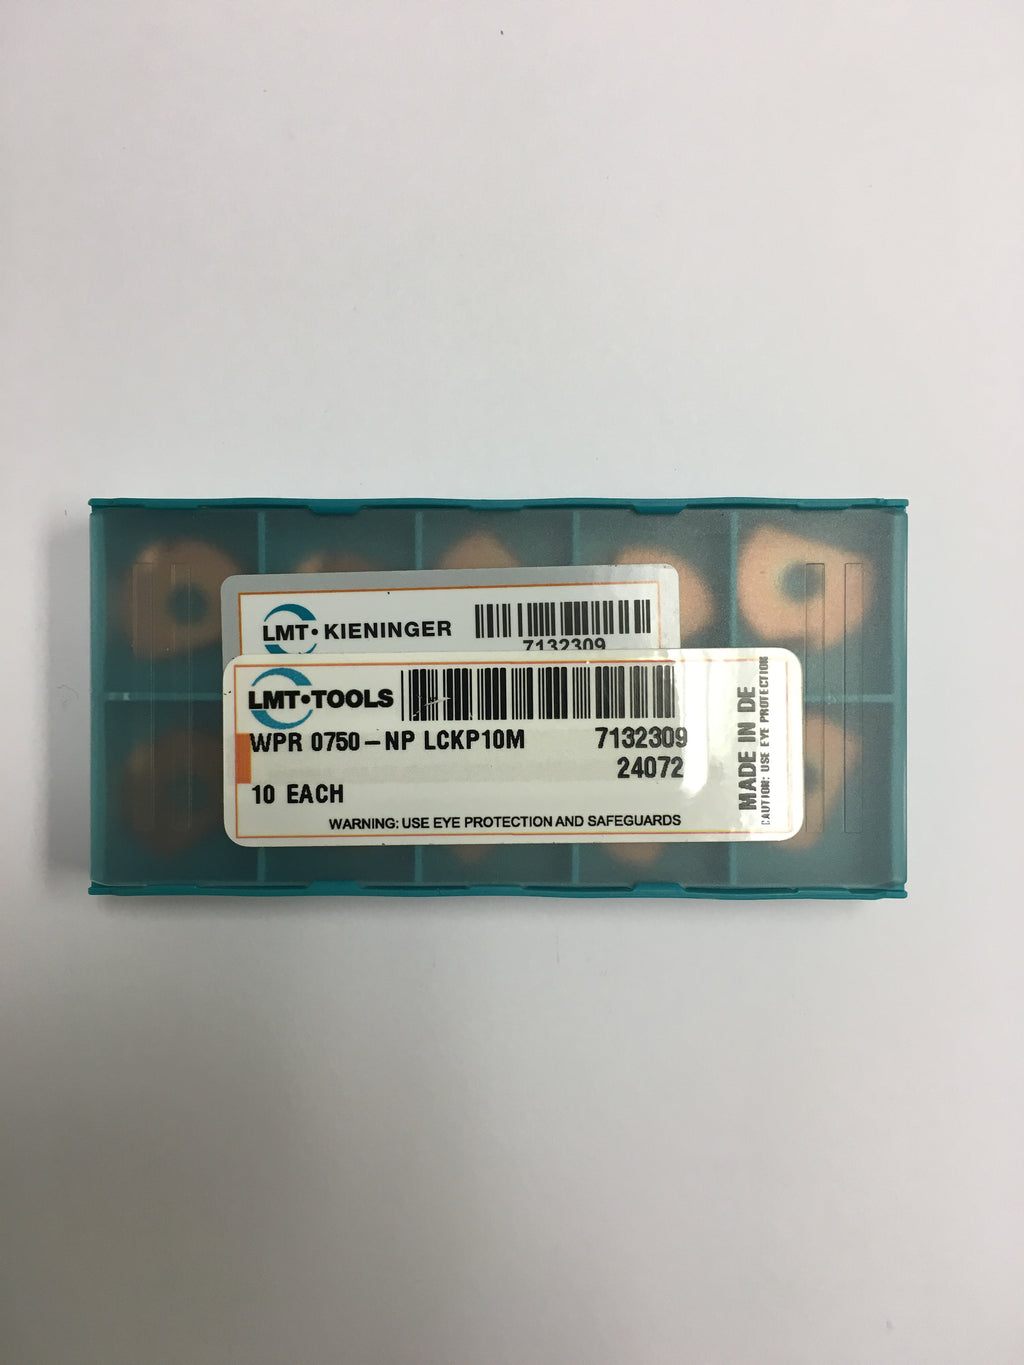 LMT• KIENINGER
7132309
LMT•TOOLS
WPR 0750-NP LCKP10M 7132309
24072
10 EACH
WARNING: USE EYE PROTECTION AND SAFEGUARDS
MADE IN DE
CAUTION: USE EYE PROTECTION